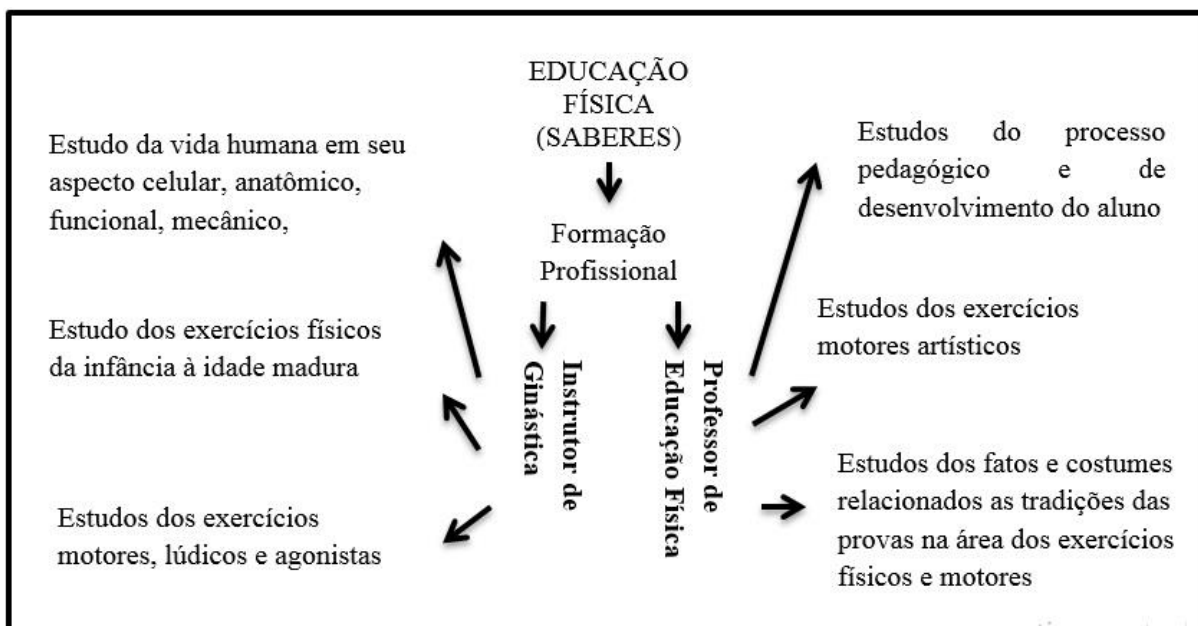 EDUCAÇÃO
FÍSICA
(SABERES)
Formação
Profissional
Estudo da vida humana em seu
aspecto celular, anatômico,
funcional, mecânico,
Estudo dos exercícios físicos
da infância à idade madura
Estudos dos exercícios
motores, lúdicos e agonistas
Instrutor de
Ginástica
Professor de
Educação Física
Estudos do processo
pedagógico e de
desenvolvimento do aluno
Estudos dos exercícios
motores artísticos
Estudos dos fatos e costumes
relacionados as tradições das
provas na área dos exercícios
físicos e motores